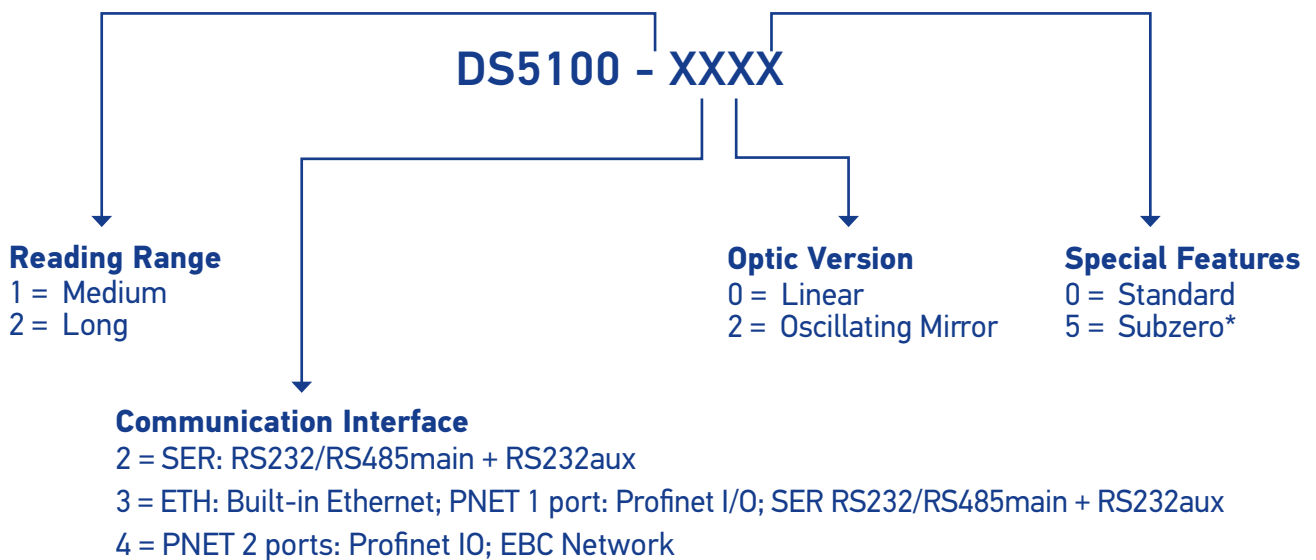 DS5100 - XXXX
Reading Range
1 = Medium
2 = Long
Optic Version
0 = Linear
2 = Oscillating Mirror
Special Features
0 = Standard
5 = Subzero*
Communication Interface
2 = SER: RS232/RS485main + RS232aux
3 = ETH: Built-in Ethernet; PNET 1 port: Profinet I/O; SER RS232/RS485main + RS232aux
4 = PNET 2 ports: Profinet IO; EBC Network